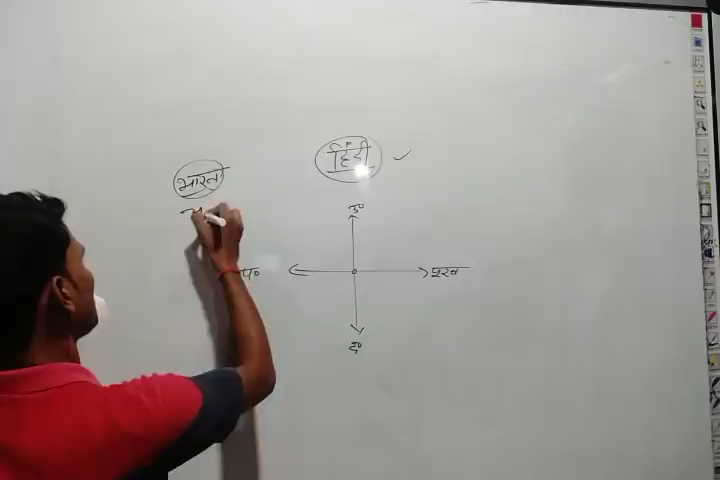 हिंदी
भारत
उ०
प० पूरब
द०